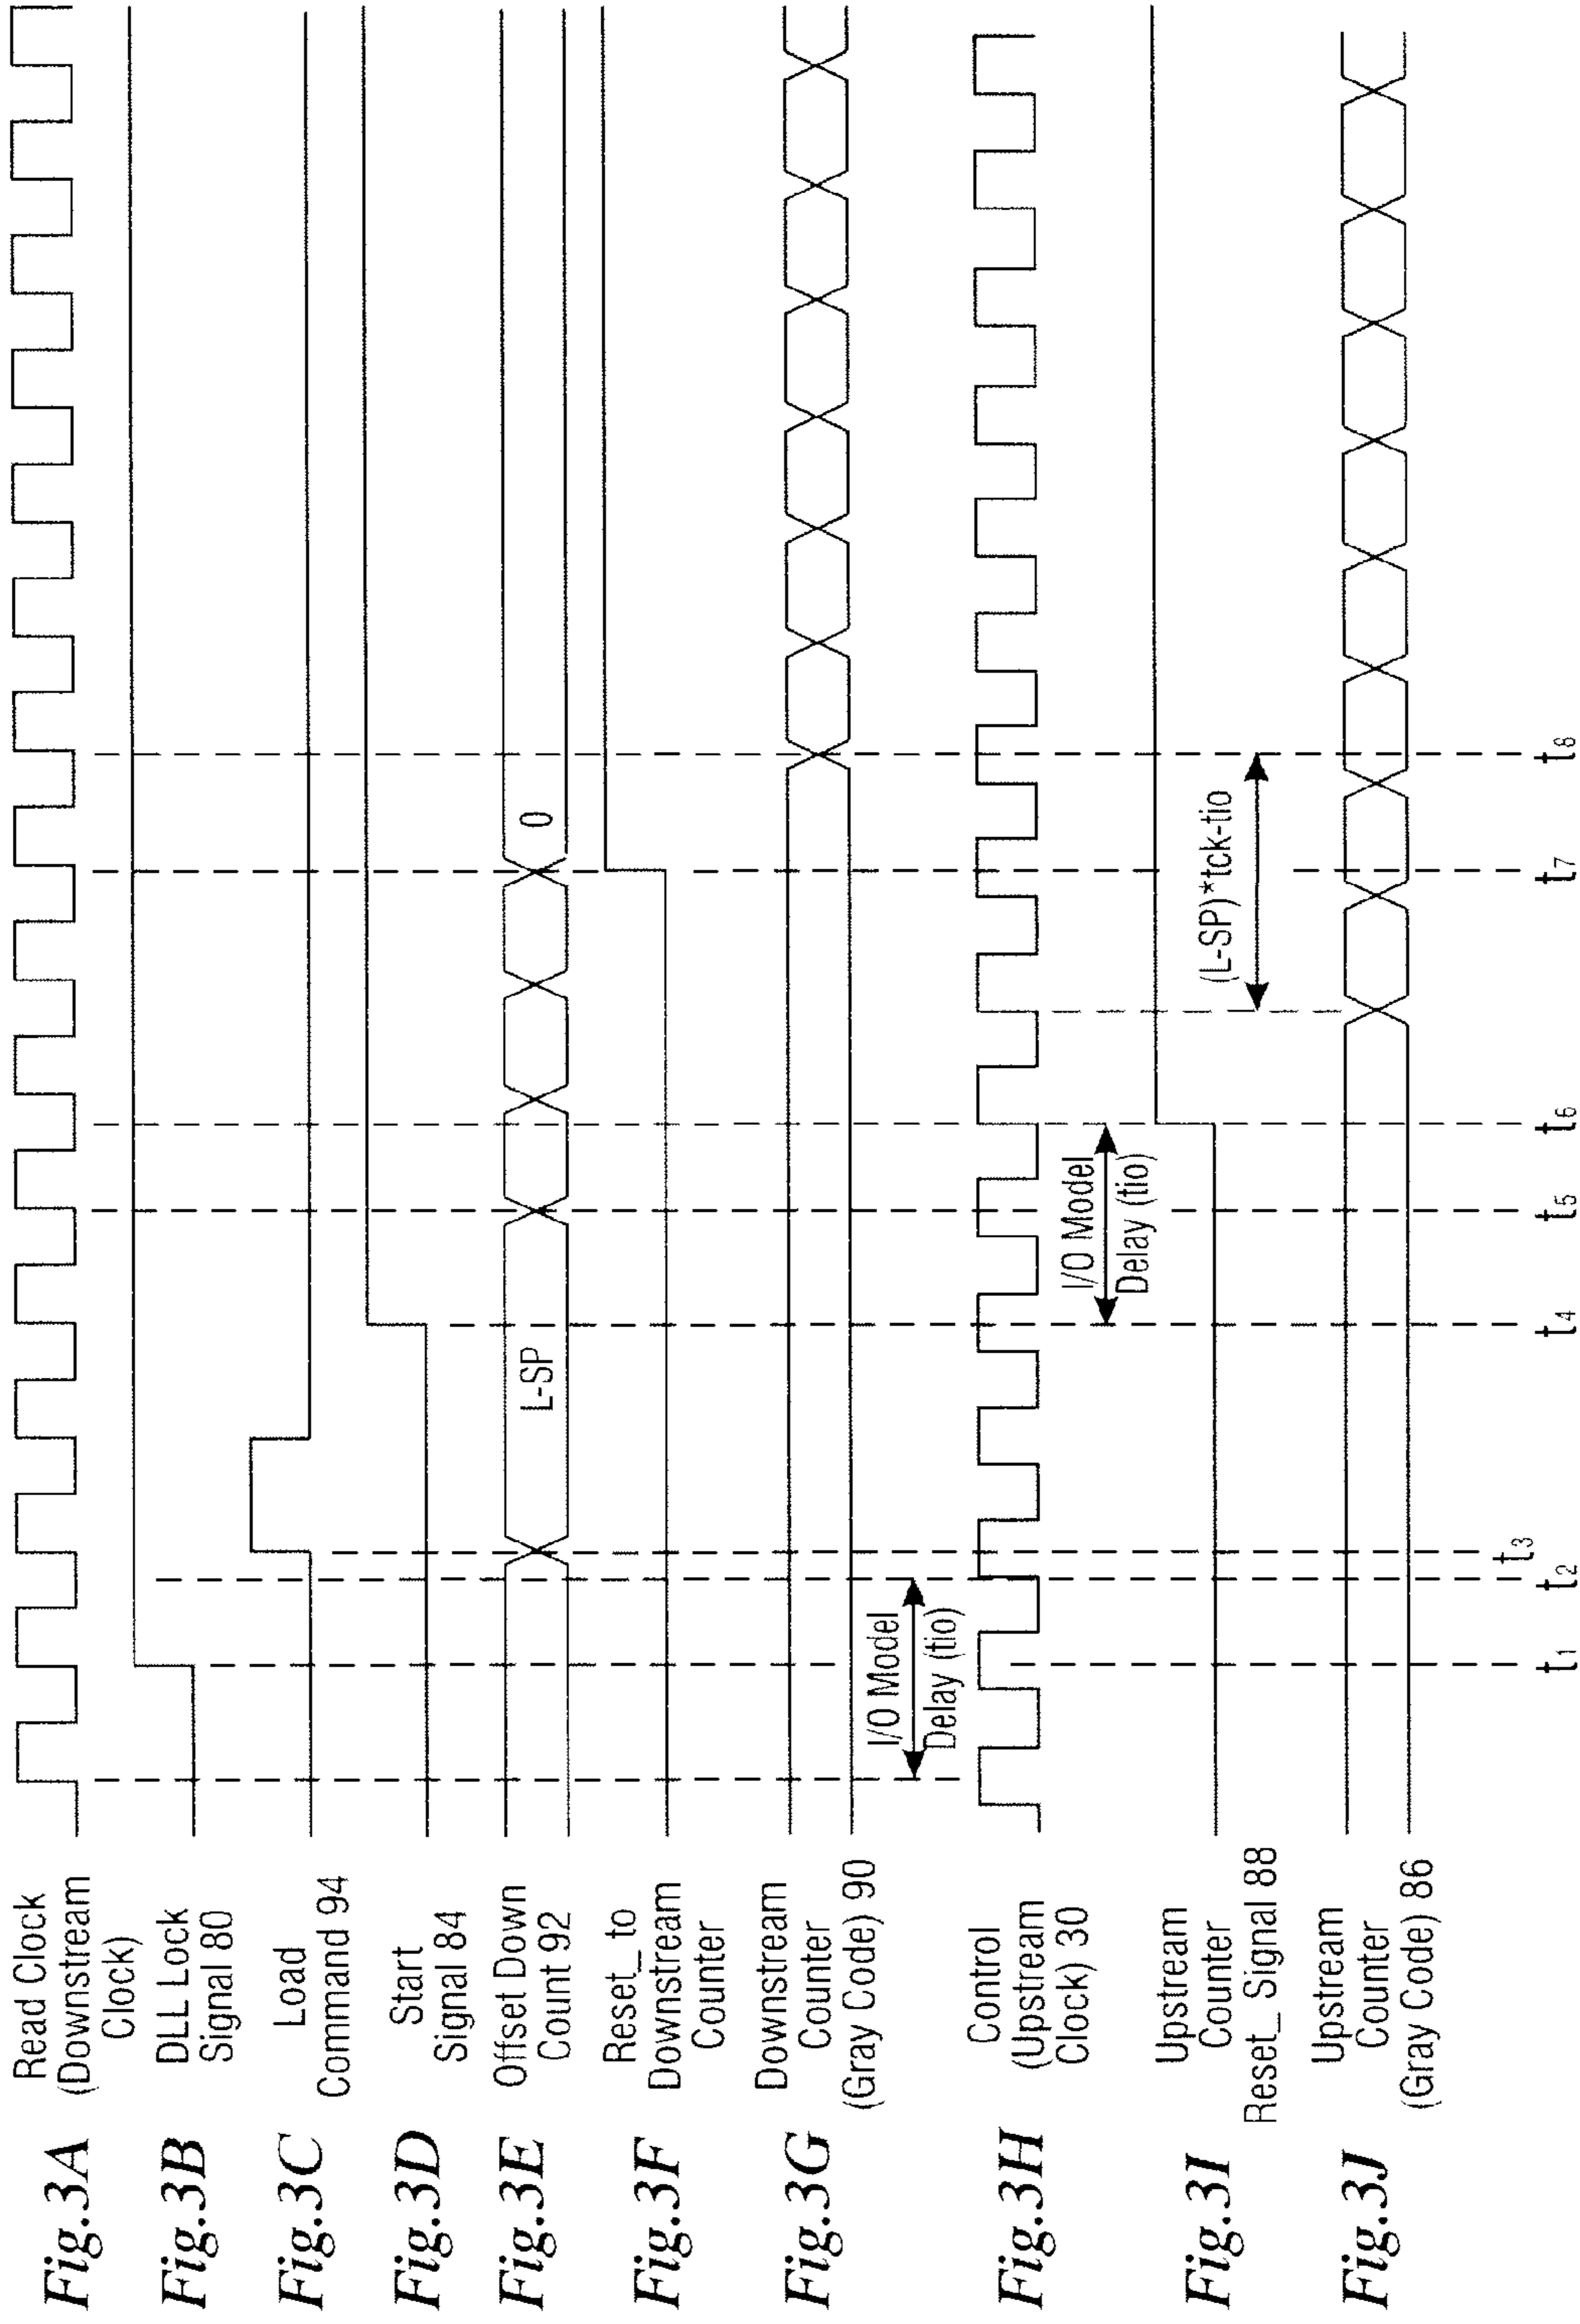 Fig.3A
Read Clock
(Downstream
Clock)
Fig.3B
DLL Lock
Signal 80
Fig.3C
Load
Command 94
Fig.3D
Start
Signal 84
Fig.3E
Offset Down
Count 92
L-SP
0
Fig.3F
Reset_to
Downstream
Counter
Fig.3G
Downstream
Counter
(Gray Code) 90
I/O Model
Delay (tio)
Fig.3H
Control
(Upstream
Clock) 30
I/O Model
Delay (tio)
Fig.3I
Upstream
Counter
Reset_ Signal 88
(L-SP)*tck-tio
Fig.3J
Upstream
Counter
(Gray Code) 86
t1
t2
t3
t4
t5
t6
t7
t8